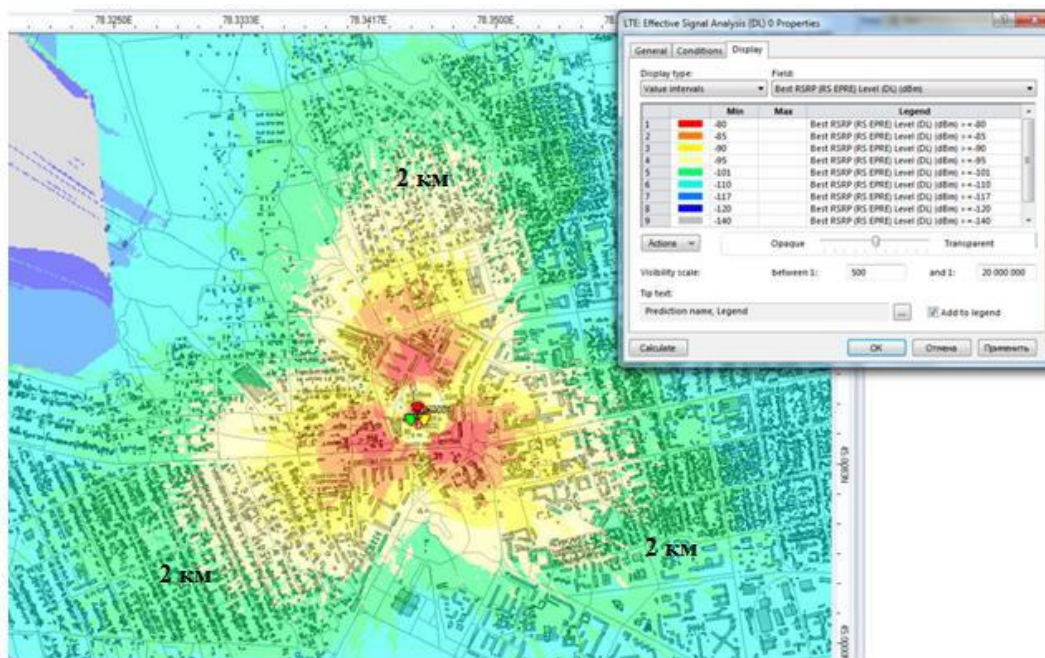 78.3250E 78.3333E 78.3417E 78.3500E
LTE: Effective Signal Analysis (DL) 0 Properties
General Conditions Display
Display type: Field:
Value intervals Best RSRP (RS EPRE) Level (DL) (dBm)
Min Max Legend
1 -80 Best RSRP (RS EPRE) Level (DL) (dBm) >=-80
2 -85 Best RSRP (RS EPRE) Level (DL) (dBm) >=-85
3 -90 Best RSRP (RS EPRE) Level (DL) (dBm) >=-90
4 -95 Best RSRP (RS EPRE) Level (DL) (dBm) >=-95
5 -101 Best RSRP (RS EPRE) Level (DL) (dBm) >=-101
6 -110 Best RSRP (RS EPRE) Level (DL) (dBm) >=-110
7 -117 Best RSRP (RS EPRE) Level (DL) (dBm) >=-117
8 -120 Best RSRP (RS EPRE) Level (DL) (dBm) >=-120
9 -140 Best RSRP (RS EPRE) Level (DL) (dBm) >=-140
Actions Opaque Transparent
Visibility scale: between 1: 500 and 1: 20 000 000
Tip text:
Prediction name, Legend ... Add to legend
Calculate OK Отмена Применить
2 км
2 км
2 км